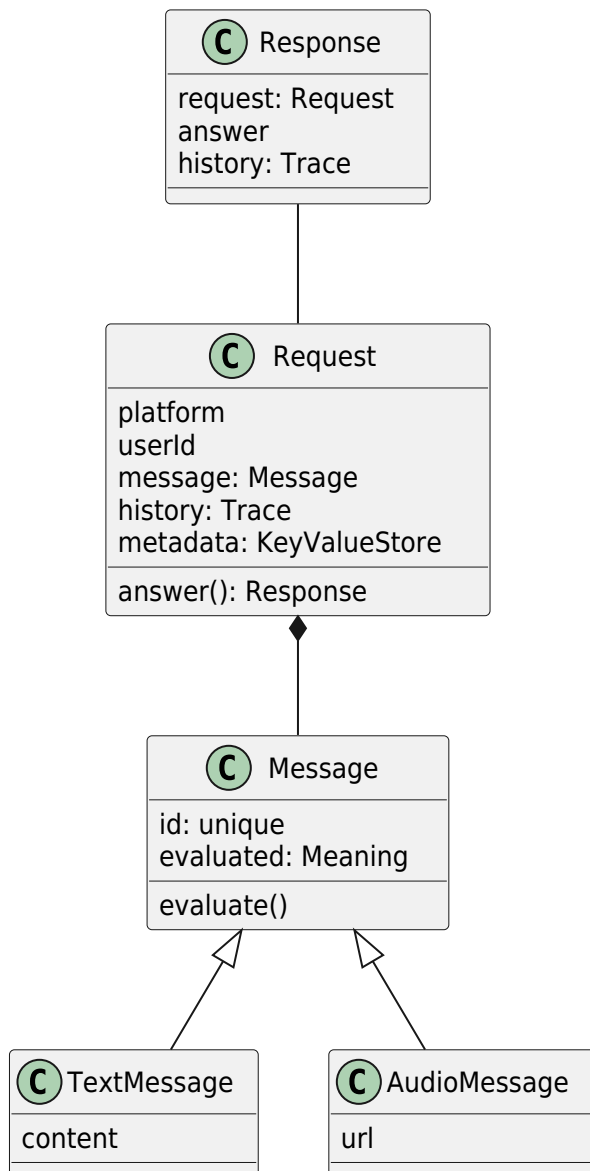 C Response
request: Request
answer
history: Trace
C Request
platform
userId
message: Message
history: Trace
metadata: KeyValueStore
answer(): Response
C Message
id: unique
evaluated: Meaning
evaluate()
C TextMessage
content
C AudioMessage
url